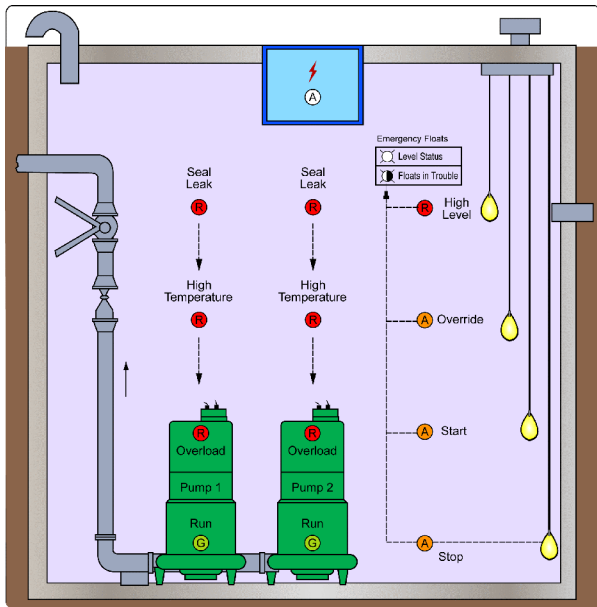 A
Emergency Floats
Level Status
Floats in Trouble
Seal
Leak
R
Seal
Leak
R
R
High
Level
High
Temperature
R
High
Temperature
R
A
Override
R
Overload
Pump 1
Run
G
R
Overload
Pump 2
Run
G
A
Start
A
Stop